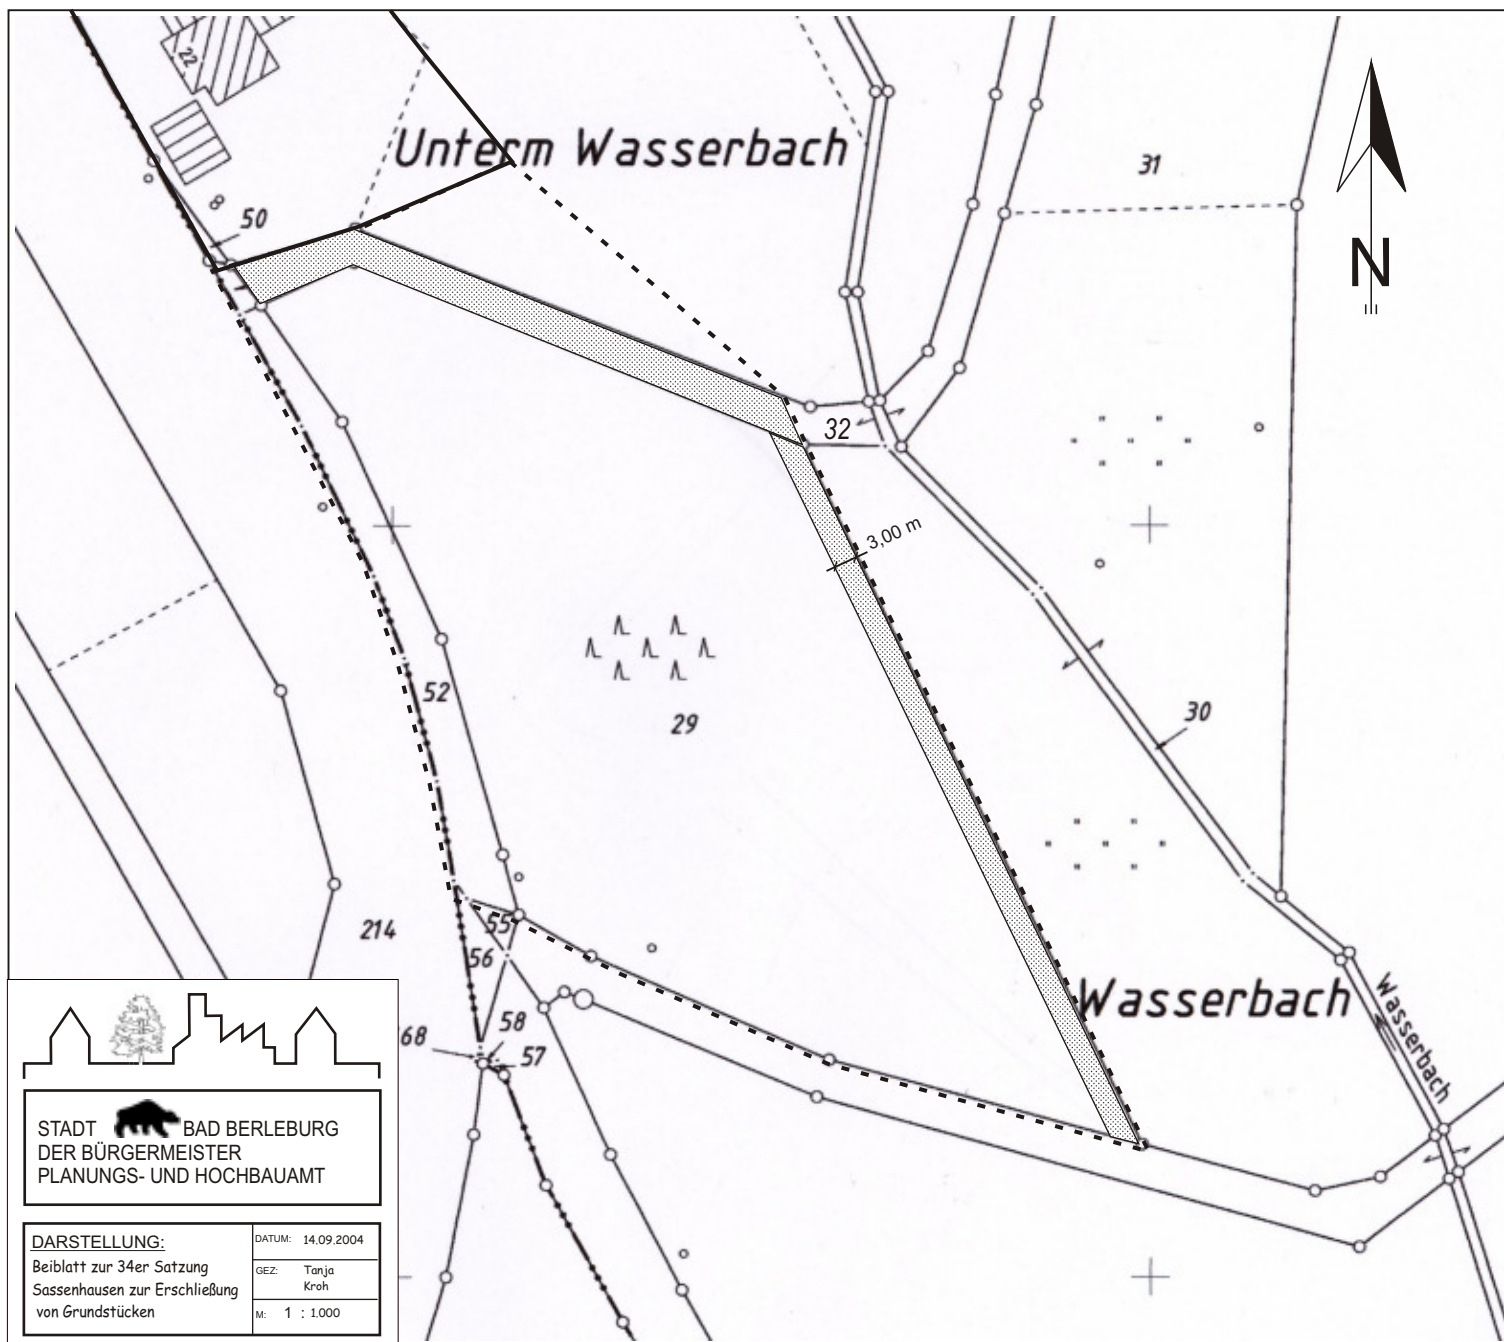 22
Unterm Wasserbach
31
8
50
N
32
3,00 m
52
29
30
214
55
56
Wasserbach
Wasserbach
68
58
57
STADT BAD BERLEBURG
DER BÜRGERMEISTER
PLANUNGS- UND HOCHBAUAMT
DARSTELLUNG:
Beiblatt zur 34er Satzung
Sassenhausen zur Erschließung
von Grundstücken
DATUM: 14.09.2004
GEZ: Tanja
Kroh
M: 1 : 1.000